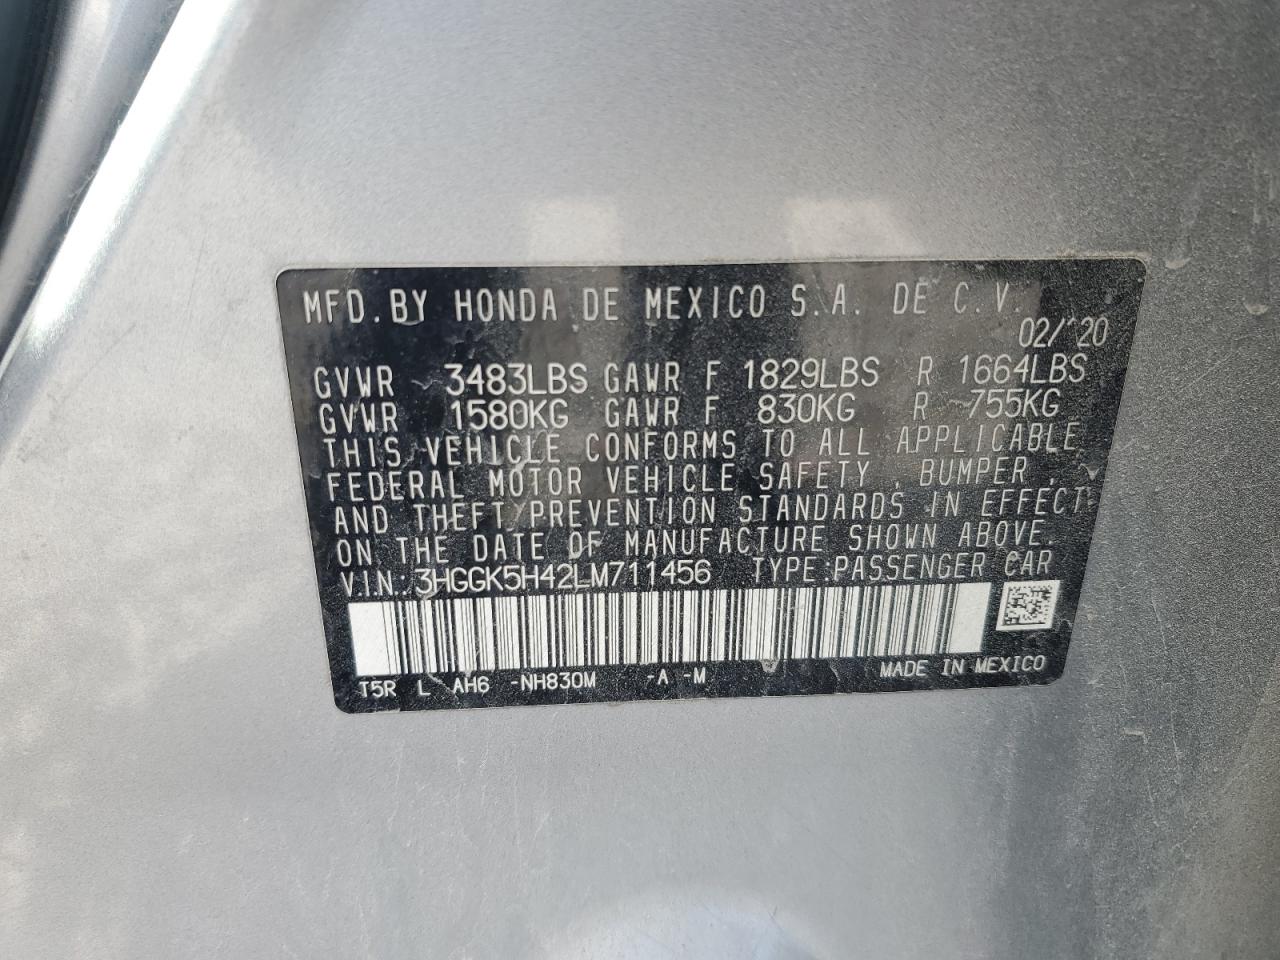 MFD. BY HONDA DE MEXICO S.A. DE C.V.
02/20
GVWR 3483LBS GAWR F 1829LBS R 1664LBS
GVWR 1580KG GAWR F 830KG R 755KG
THIS VEHICLE CONFORMS TO ALL APPLICABLE
FEDERAL MOTOR VEHICLE SAFETY, BUMPER,
AND THEFT PREVENTION STANDARDS IN EFFECT
ON THE DATE OF MANUFACTURE SHOWN ABOVE.
V.I.N: 3HGGK5H42LM711456 TYPE:PASSENGER CAR
T5R L AH6 -NH830M -A -M MADE IN MEXICO